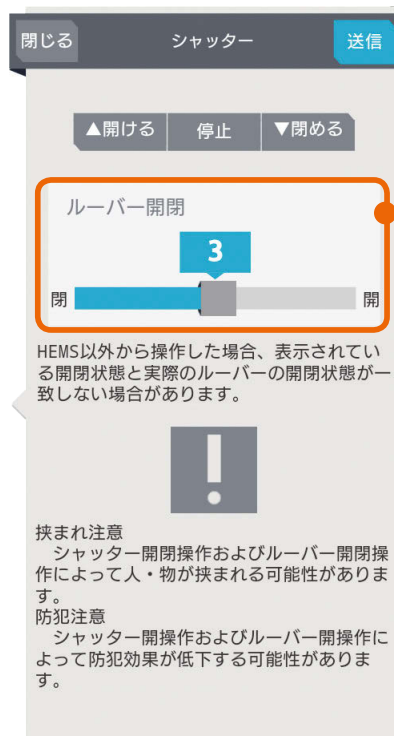 閉じる シャッター 送信
▲開ける 停止 ▼閉める
ルーバー開閉
3
閉 開
HEMS以外から操作した場合、表示されてい
る開閉状態と実際のルーバーの開閉状態が一
致しない場合があります。
挟まれ注意
　シャッター開閉操作およびルーバー開閉操
作によって人・物が挟まれる可能性がありま
す。
防犯注意
　シャッター開操作およびルーバー開操作に
よって防犯効果が低下する可能性がありま
す。